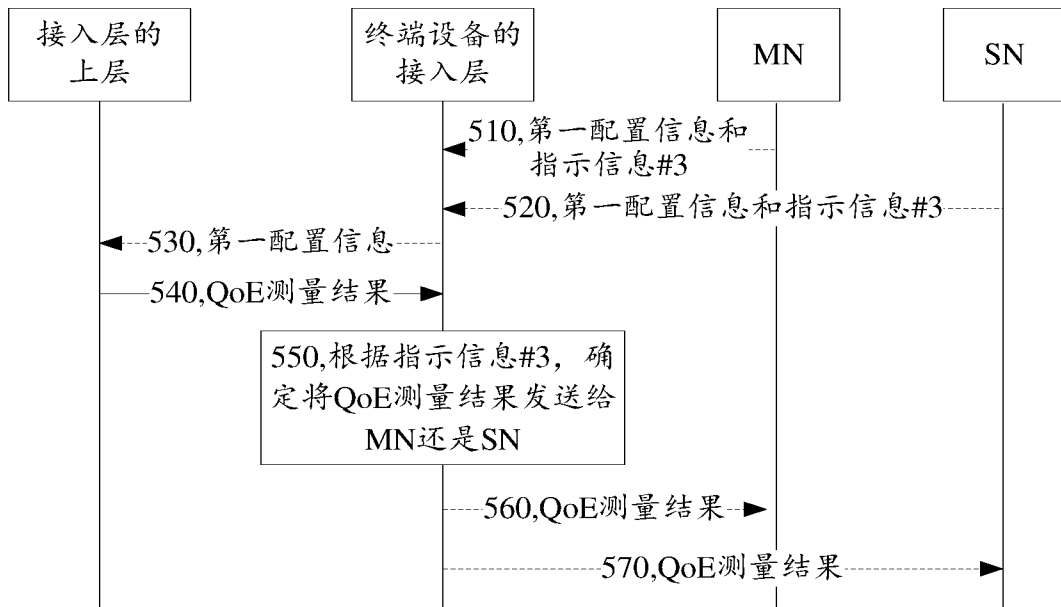 接入层的
上层
终端设备的
接入层
MN
SN
510,第一配置信息和
指示信息#3
520,第一配置信息和指示信息#3
530,第一配置信息
540,QoE测量结果
550,根据指示信息#3，确
定将QoE测量结果发送给
MN还是SN
560,QoE测量结果
570,QoE测量结果